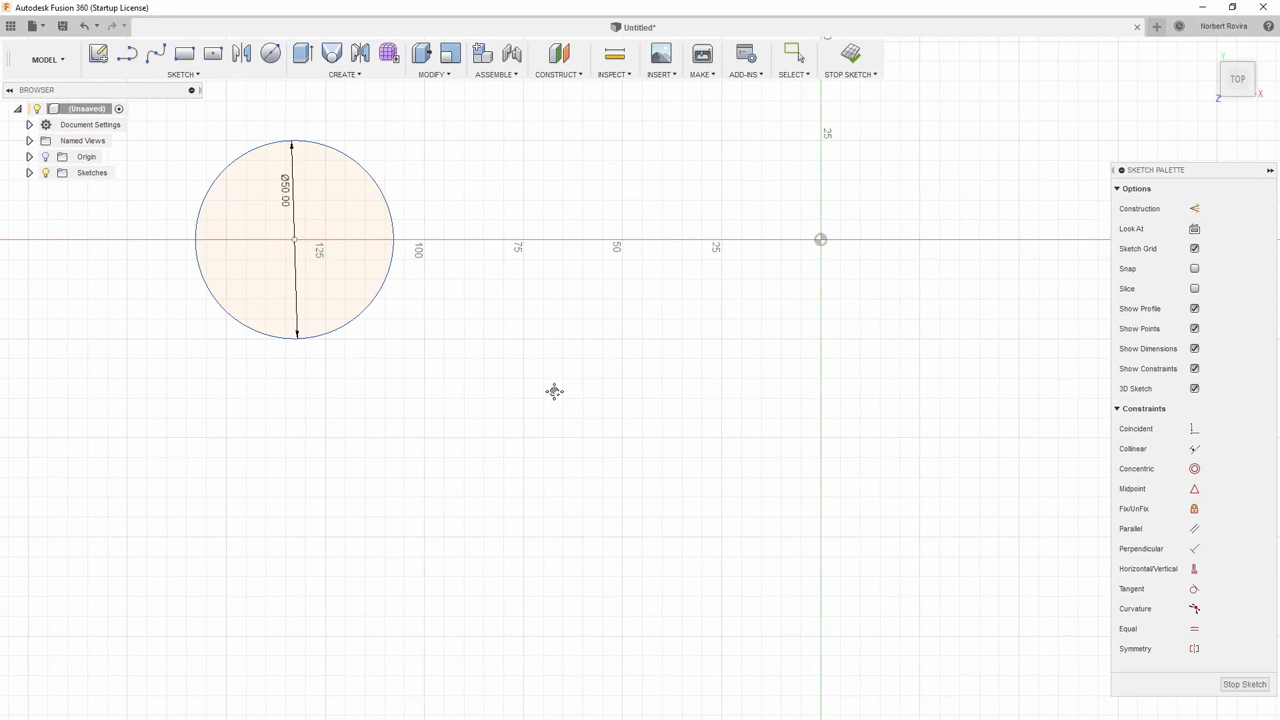 Autodesk Fusion 360 (Startup License)
Untitled*
Norbert Rovira
MODEL
SKETCH
CREATE
MODIFY
ASSEMBLE
CONSTRUCT
INSPECT
INSERT
MAKE
ADD-INS
SELECT
STOP SKETCH
TOP
Y
X
Z
BROWSER
(Unsaved)
Document Settings
Named Views
Origin
Sketches
Ø50.00
125
100
75
50
25
25
SKETCH PALETTE
Options
Construction
Look At
Sketch Grid
Snap
Slice
Show Profile
Show Points
Show Dimensions
Show Constraints
3D Sketch
Constraints
Coincident
Collinear
Concentric
Midpoint
Fix/UnFix
Parallel
Perpendicular
Horizontal/Vertical
Tangent
Curvature
Equal
Symmetry
Stop Sketch